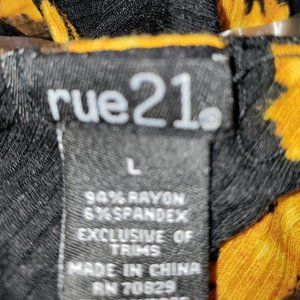 rue21
L
94% RAYON
6% SPANDEX
EXCLUSIVE OF
TRIMS
MADE IN CHINA
RN 70829